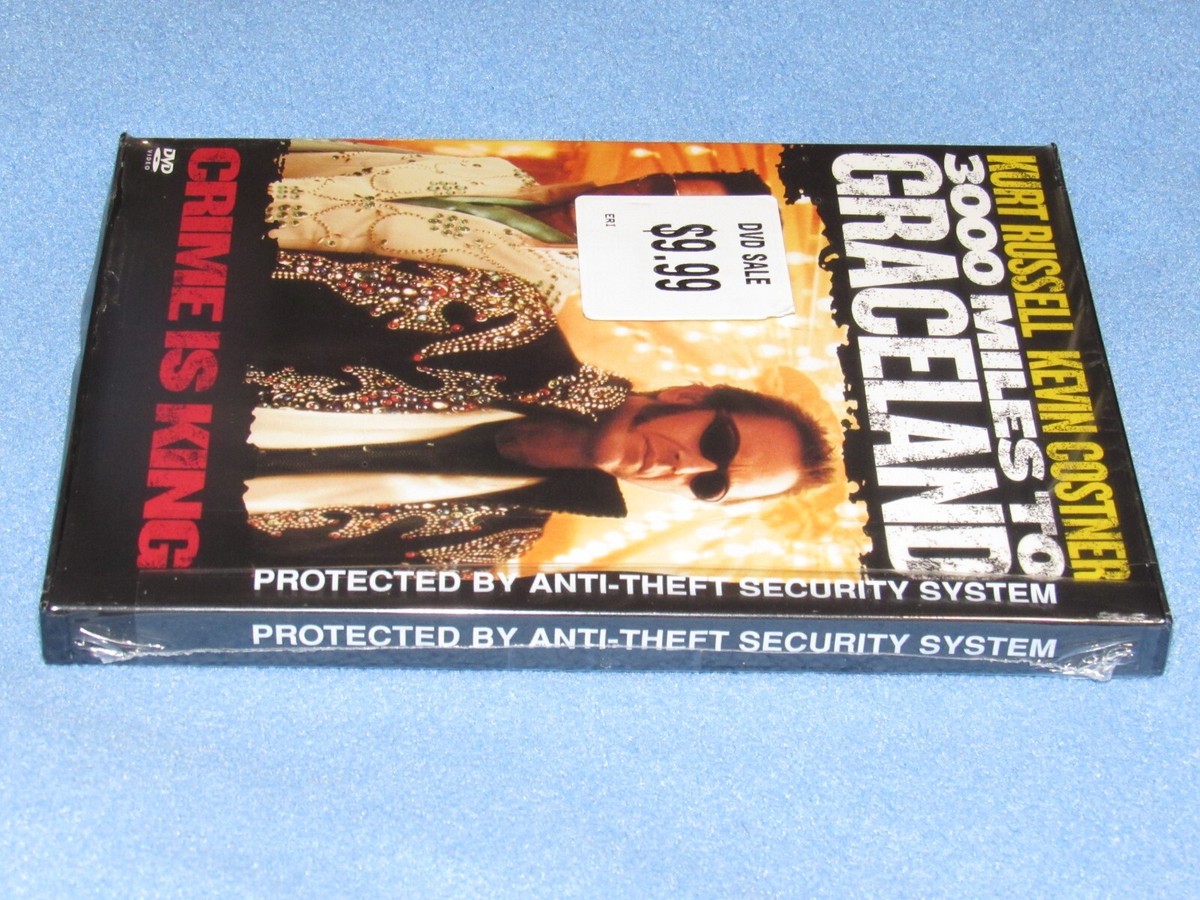 KURT RUSSELL KEVIN COSTNER
3000 MILES TO
GRACELAND
DVD SALE
$9.99
ERI
CRIME IS KING
DVD
VIDEO
PROTECTED BY ANTI-THEFT SECURITY SYSTEM
PROTECTED BY ANTI-THEFT SECURITY SYSTEM